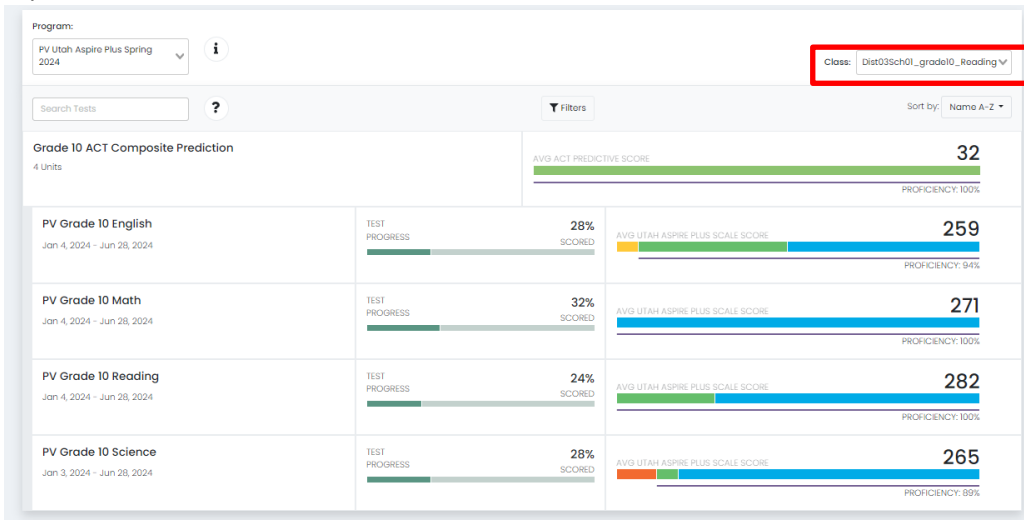 Program:
PV Utah Aspire Plus Spring
2024
i
Class: Dist03Sch01_grade10_Reading
Search Tests
?
Filters
Sort by: Name A-Z
Grade 10 ACT Composite Prediction
4 Units
AVG ACT PREDICTIVE SCORE
32
PROFICIENCY: 100%
PV Grade 10 English
Jan 4, 2024 - Jun 28, 2024
TEST
PROGRESS
28%
SCORED
AVG UTAH ASPIRE PLUS SCALE SCORE
259
PROFICIENCY: 94%
PV Grade 10 Math
Jan 4, 2024 - Jun 28, 2024
TEST
PROGRESS
32%
SCORED
AVG UTAH ASPIRE PLUS SCALE SCORE
271
PROFICIENCY: 100%
PV Grade 10 Reading
Jan 4, 2024 - Jun 28, 2024
TEST
PROGRESS
24%
SCORED
AVG UTAH ASPIRE PLUS SCALE SCORE
282
PROFICIENCY: 100%
PV Grade 10 Science
Jan 3, 2024 - Jun 28, 2024
TEST
PROGRESS
28%
SCORED
AVG UTAH ASPIRE PLUS SCALE SCORE
265
PROFICIENCY: 89%